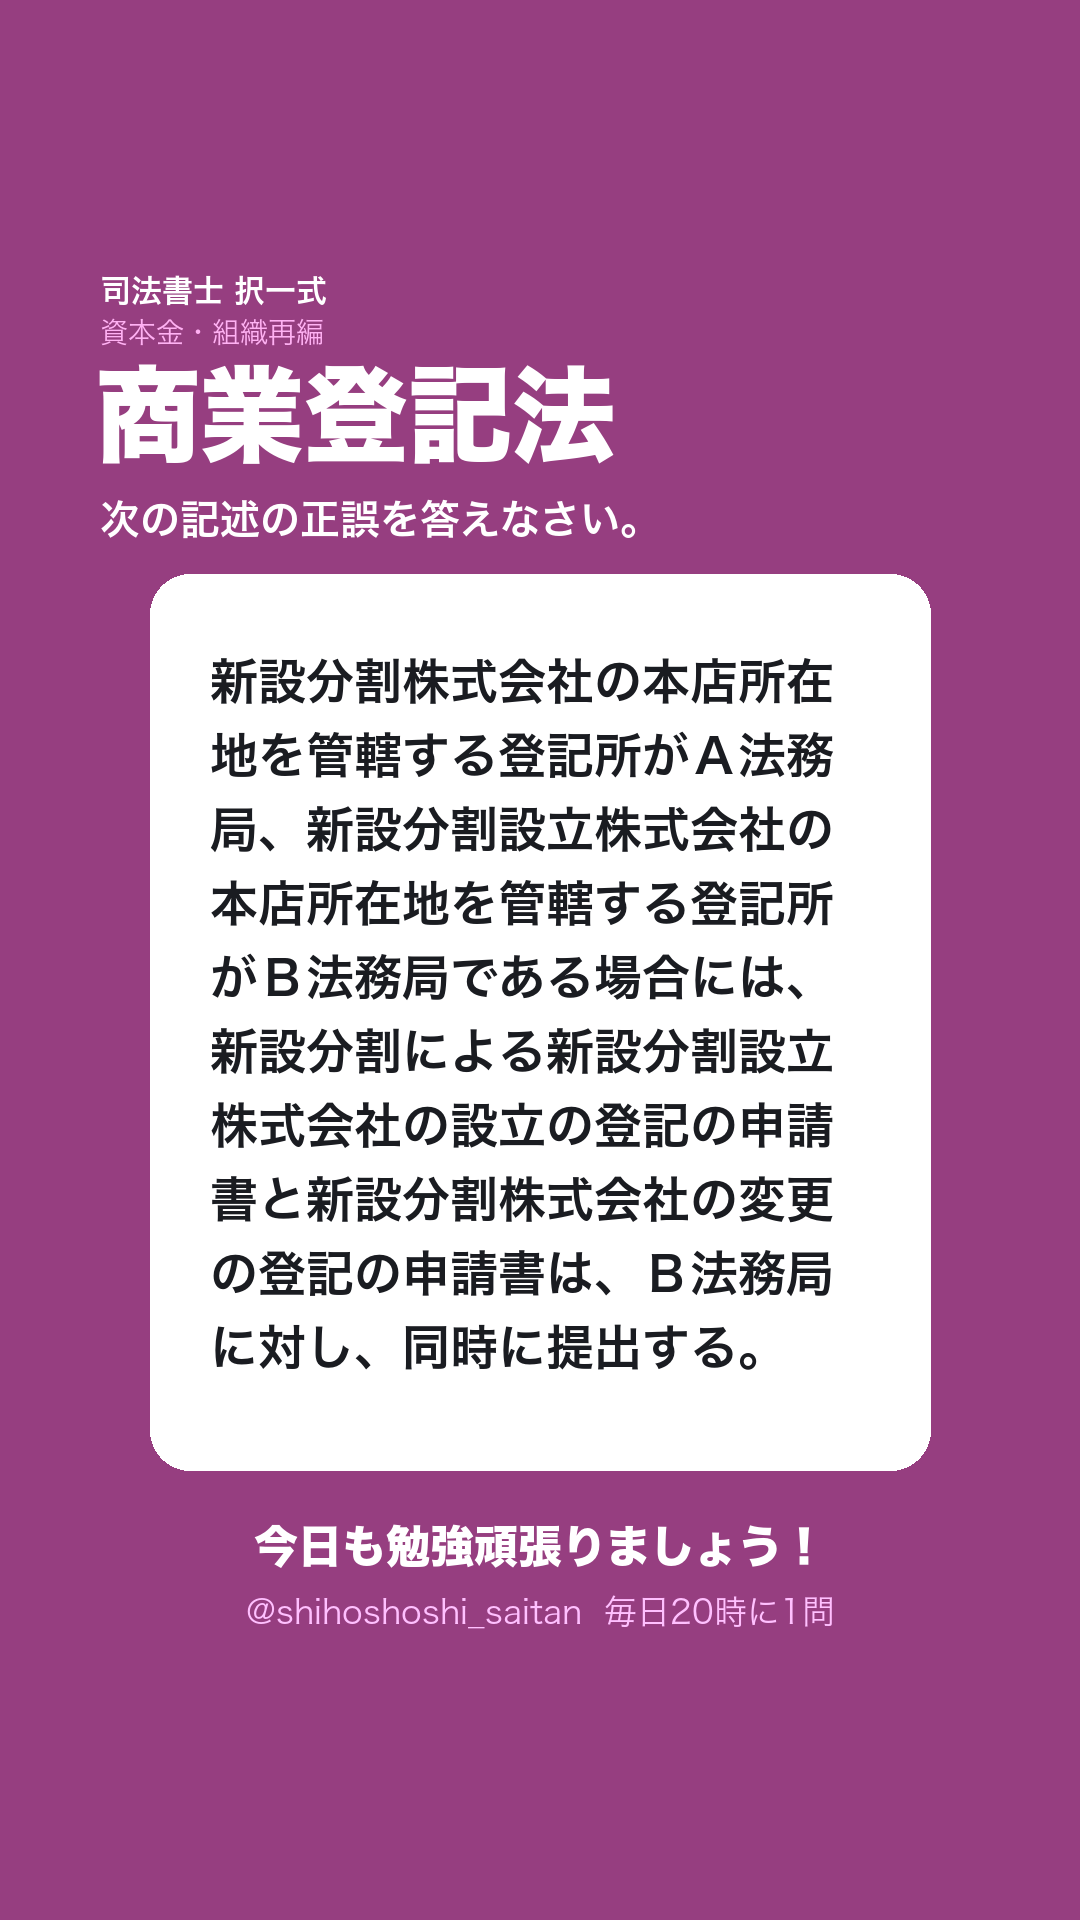 司法書士 択一式
資本金・組織再編
商業登記法
次の記述の正誤を答えなさい。
新設分割株式会社の本店所在
地を管轄する登記所がＡ法務
局、新設分割設立株式会社の
本店所在地を管轄する登記所
がＢ法務局である場合には、
新設分割による新設分割設立
株式会社の設立の登記の申請
書と新設分割株式会社の変更
の登記の申請書は、Ｂ法務局
に対し、同時に提出する。
今日も勉強頑張りましょう！
@shihoshoshi_saitan 毎日20時に1問